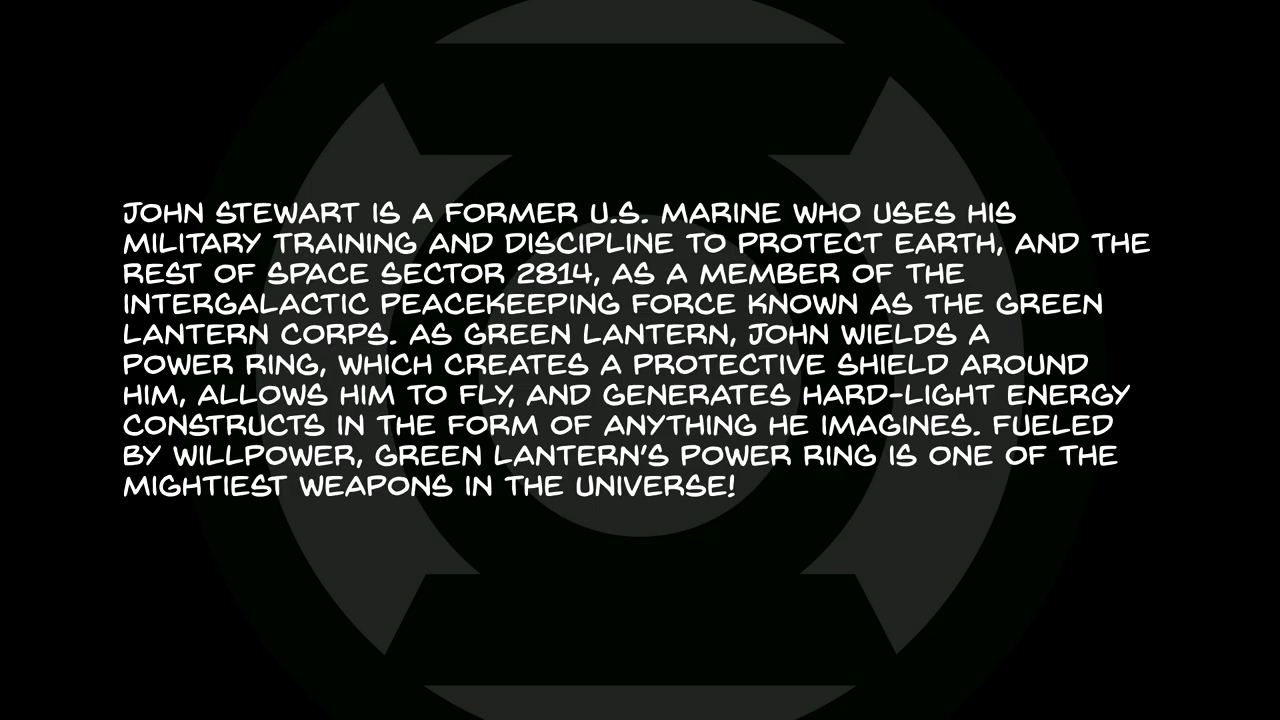 JOHN STEWART IS A FORMER U.S. MARINE WHO USES HIS
MILITARY TRAINING AND DISCIPLINE TO PROTECT EARTH, AND THE
REST OF SPACE SECTOR 2814, AS A MEMBER OF THE
INTERGALACTIC PEACEKEEPING FORCE KNOWN AS THE GREEN
LANTERN CORPS. AS GREEN LANTERN, JOHN WIELDS A
POWER RING, WHICH CREATES A PROTECTIVE SHIELD AROUND
HIM, ALLOWS HIM TO FLY, AND GENERATES HARD-LIGHT ENERGY
CONSTRUCTS IN THE FORM OF ANYTHING HE IMAGINES. FUELED
BY WILLPOWER, GREEN LANTERN'S POWER RING IS ONE OF THE
MIGHTIEST WEAPONS IN THE UNIVERSE!